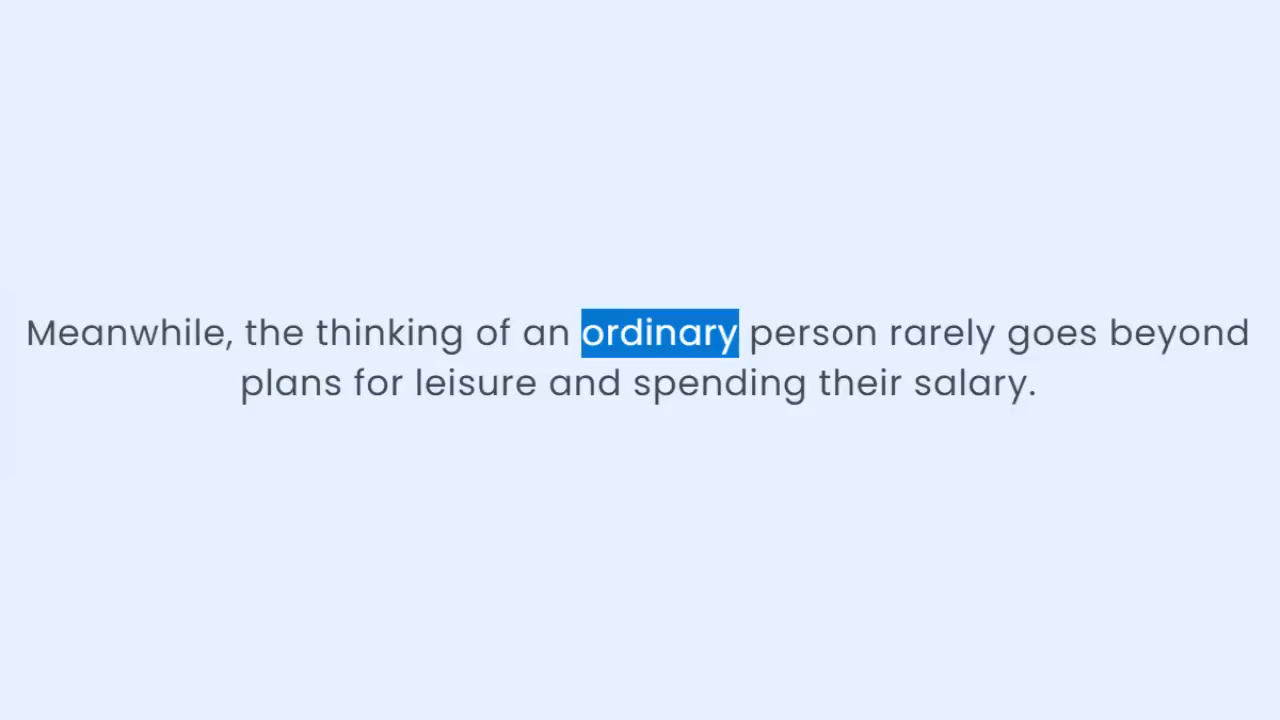 Meanwhile, the thinking of an ordinary person rarely goes beyond
plans for leisure and spending their salary.